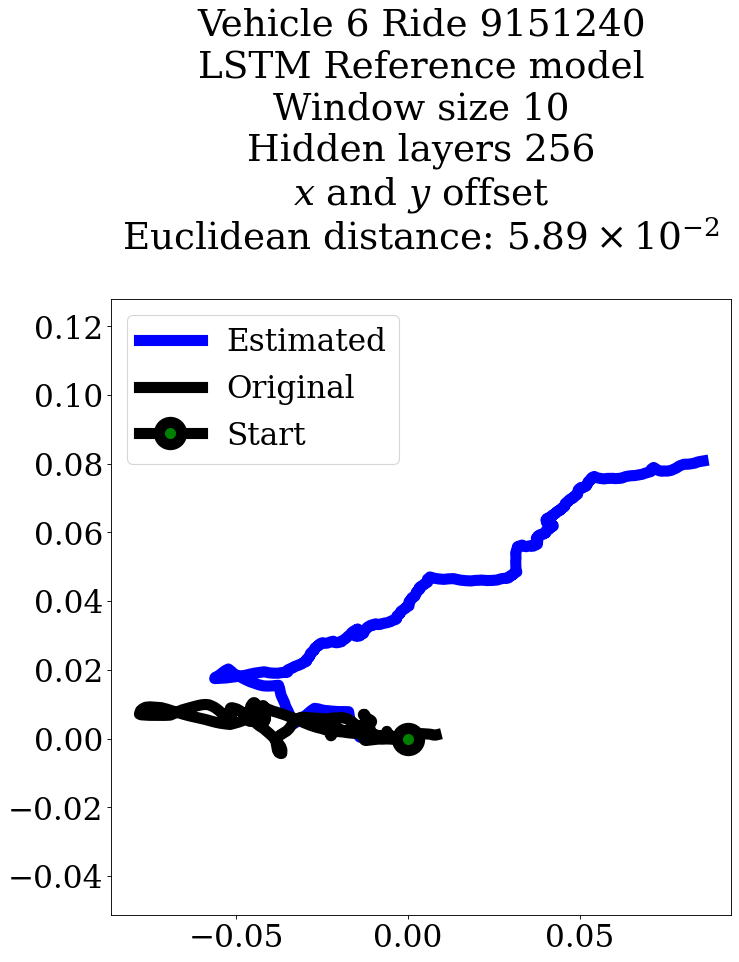 Vehicle 6 Ride 9151240
LSTM Reference model
Window size 10
Hidden layers 256
x and y offset
Euclidean distance: 5.89 × 10⁻²
Estimated
Original
Start
0.12
0.10
0.08
0.06
0.04
0.02
0.00
−0.02
−0.04
−0.05 0.00 0.05